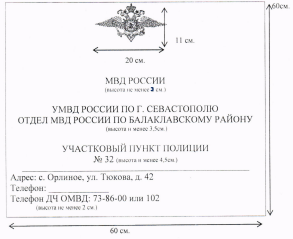 60см.
11 см.
20 см.
МВД РОССИИ
(высота не менее 3 см.)
УМВД РОССИИ ПО Г. СЕВАСТОПОЛЮ
ОТДЕЛ МВД РОССИИ ПО БАЛАКЛАВСКОМУ РАЙОНУ
(высота н менее 3,5см.)
УЧАСТКОВЫЙ ПУНКТ ПОЛИЦИИ
№ 32 (высота н менее 4,5см.)
Адрес: с. Орлиное, ул. Тюкова, д. 42
Телефон:
Телефон ДЧ ОМВД: 73-86-00 или 102
(высота не менее 2 см.)
60 см.